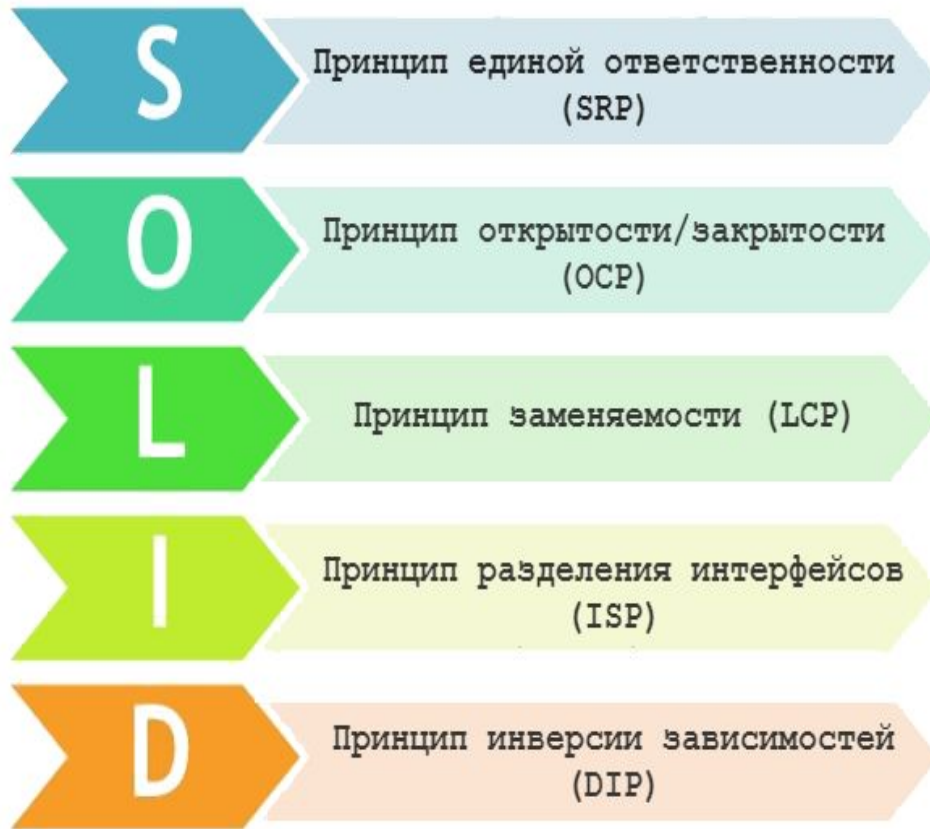 S
Принцип единой ответственности
(SRP)
O
Принцип открытости/закрытости
(OCP)
L
Принцип заменяемости (LCP)
I
Принцип разделения интерфейсов
(ISP)
D
Принцип инверсии зависимостей
(DIP)